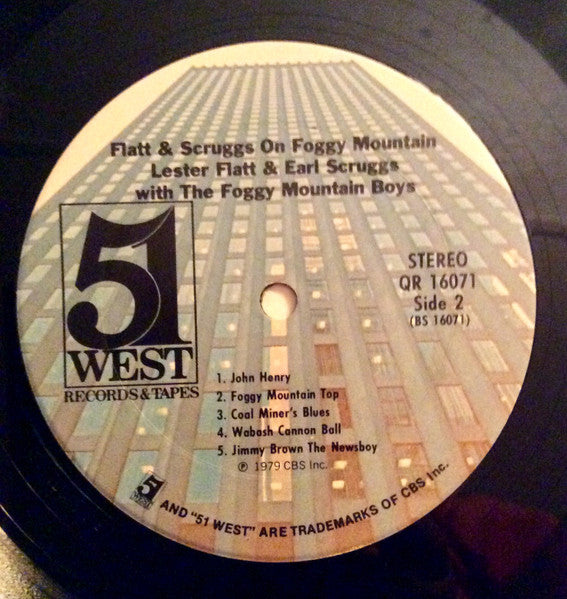 Flatt & Scruggs On Foggy Mountain
Lester Flatt & Earl Scruggs
with The Foggy Mountain Boys
51
WEST
RECORDS & TAPES
STEREO
QR 16071
Side 2
(BS 16071)
1. John Henry
2. Foggy Mountain Top
3. Coal Miner's Blues
4. Wabash Cannon Ball
5. Jimmy Brown The Newsboy
℗ 1979 CBS Inc.
51 AND "51 WEST" ARE TRADEMARKS OF CBS Inc.